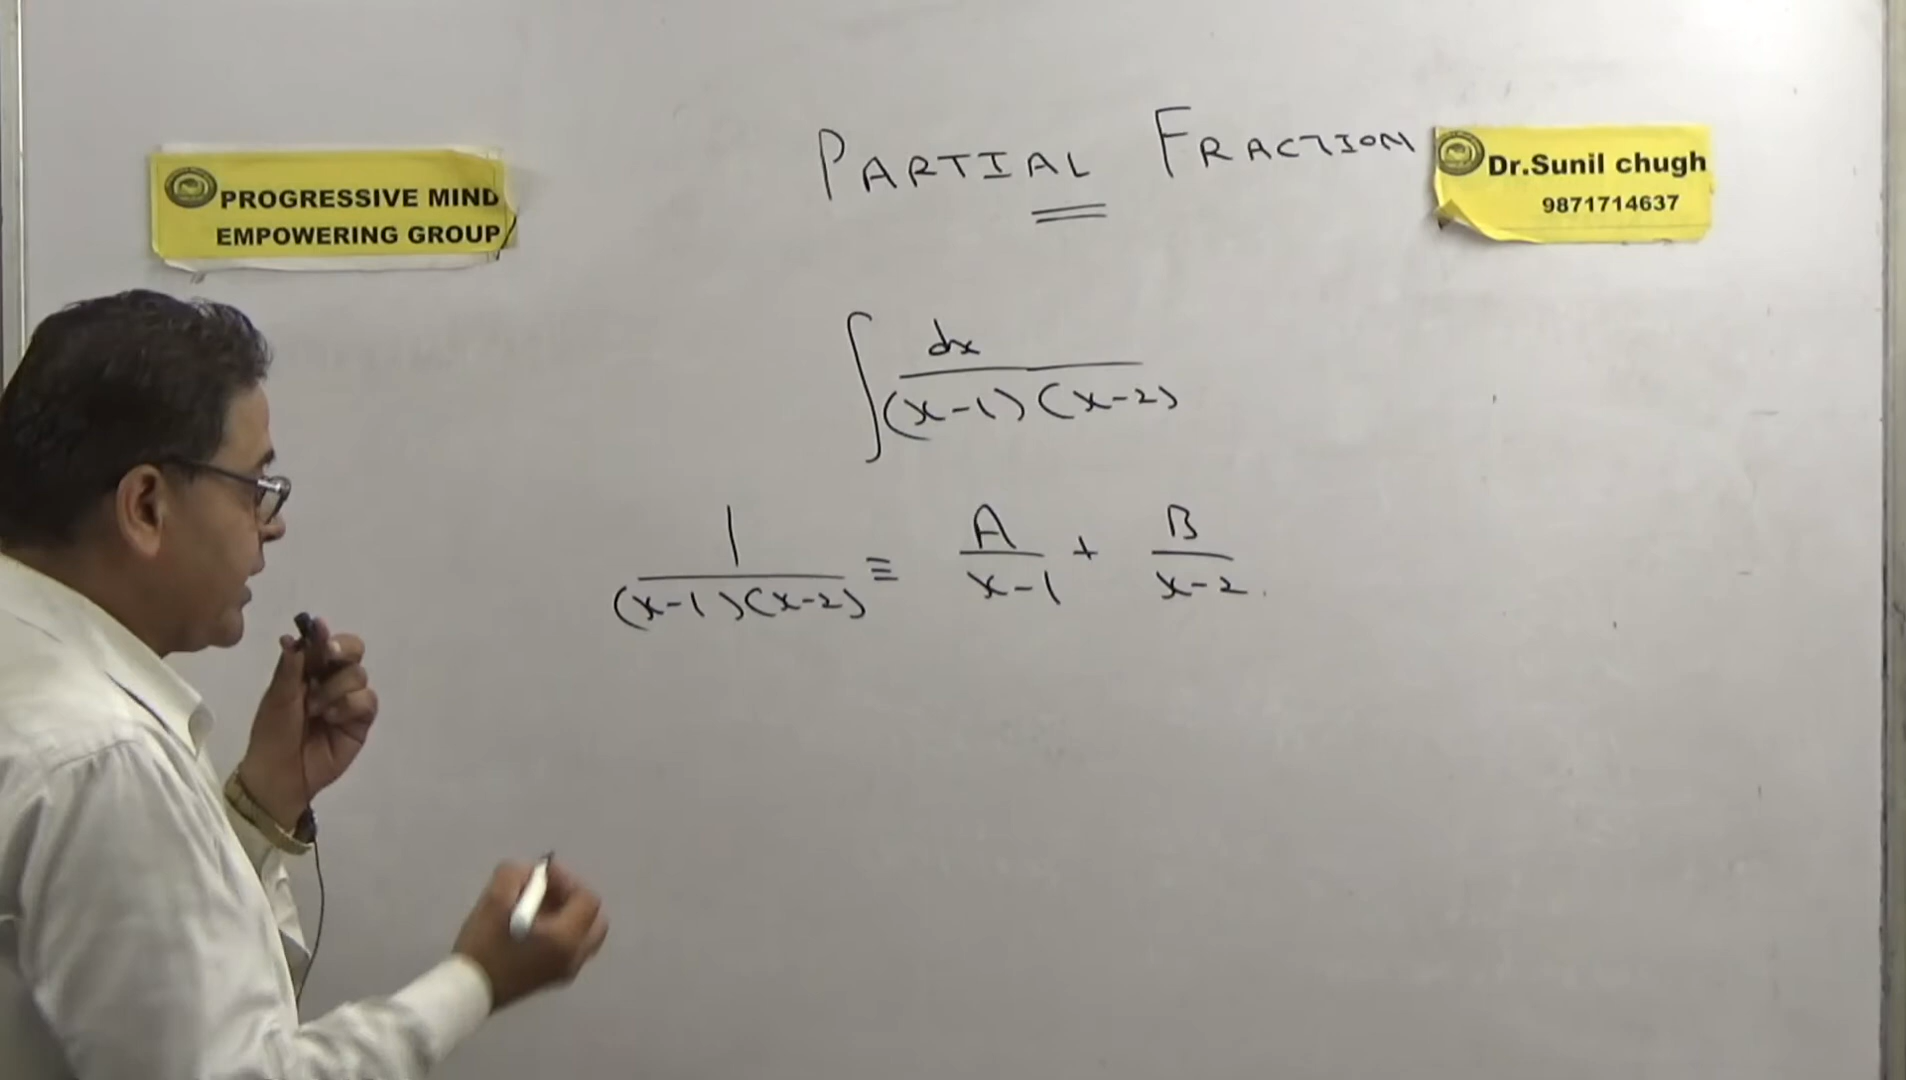 PARTIAL FRACTION
PROGRESSIVE MIND
EMPOWERING GROUP
Dr.Sunil chugh
9871714637
∫ dx / (x-1)(x-2)
1 / (x-1)(x-2) ≡ A / x-1 + B / x-2